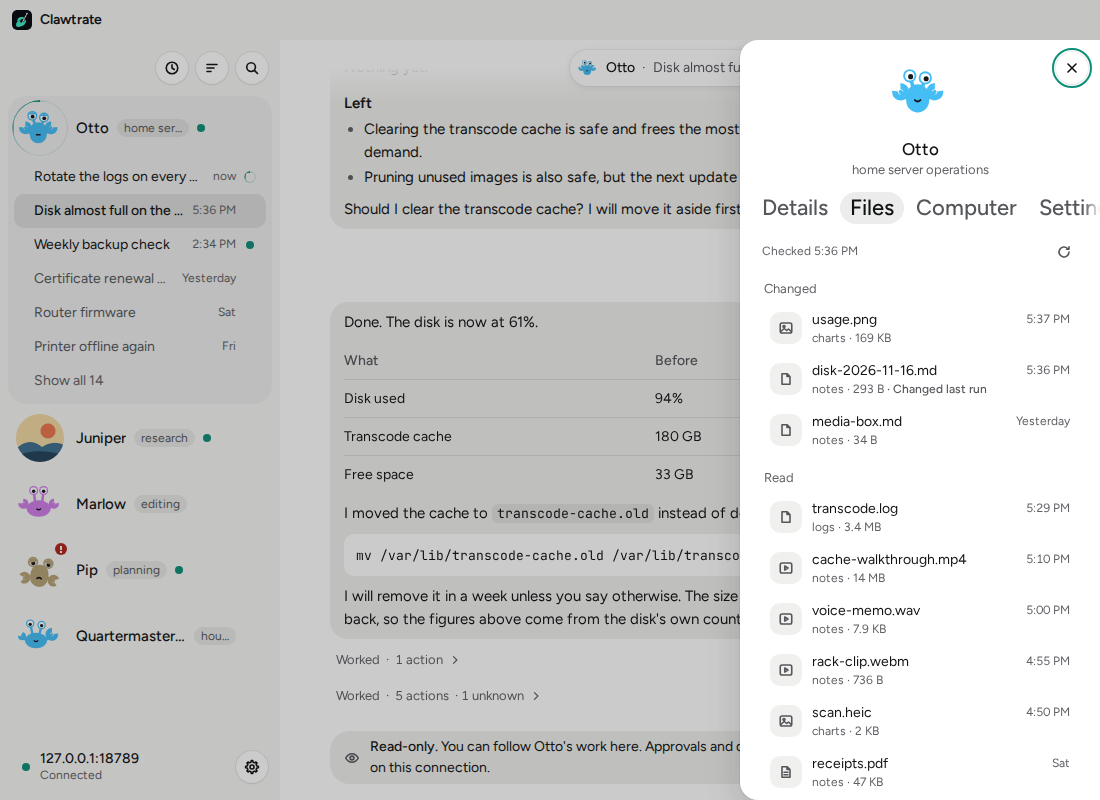 Clawtrate
Otto
home ser...
Rotate the logs on every ...
now
Disk almost full on the ...
5:36 PM
Weekly backup check
2:34 PM
Certificate renewal ...
Yesterday
Router firmware
Sat
Printer offline again
Fri
Show all 14
Juniper
research
Marlow
editing
Pip
planning
Quartermaster...
hou...
127.0.0.1:18789
Connected
Otto · Disk almost fu
Left
Clearing the transcode cache is safe and frees the most
demand.
Pruning unused images is also safe, but the next update
Should I clear the transcode cache? I will move it aside first
Done. The disk is now at 61%.
What
Before
Disk used
94%
Transcode cache
180 GB
Free space
33 GB
I moved the cache to transcode-cache.old instead of d
mv /var/lib/transcode-cache.old /var/lib/transco
I will remove it in a week unless you say otherwise. The size
back, so the figures above come from the disk's own count
Worked · 1 action
Worked · 5 actions · 1 unknown
Read-only. You can follow Otto's work here. Approvals and
on this connection.
Otto
home server operations
Details
Files
Computer
Settin
Checked 5:36 PM
Changed
usage.png
5:37 PM
charts · 169 KB
disk-2026-11-16.md
5:36 PM
notes · 293 B · Changed last run
media-box.md
Yesterday
notes · 34 B
Read
transcode.log
5:29 PM
logs · 3.4 MB
cache-walkthrough.mp4
5:10 PM
notes · 14 MB
voice-memo.wav
5:00 PM
notes · 7.9 KB
rack-clip.webm
4:55 PM
notes · 736 B
scan.heic
4:50 PM
charts · 2 KB
receipts.pdf
Sat
notes · 47 KB